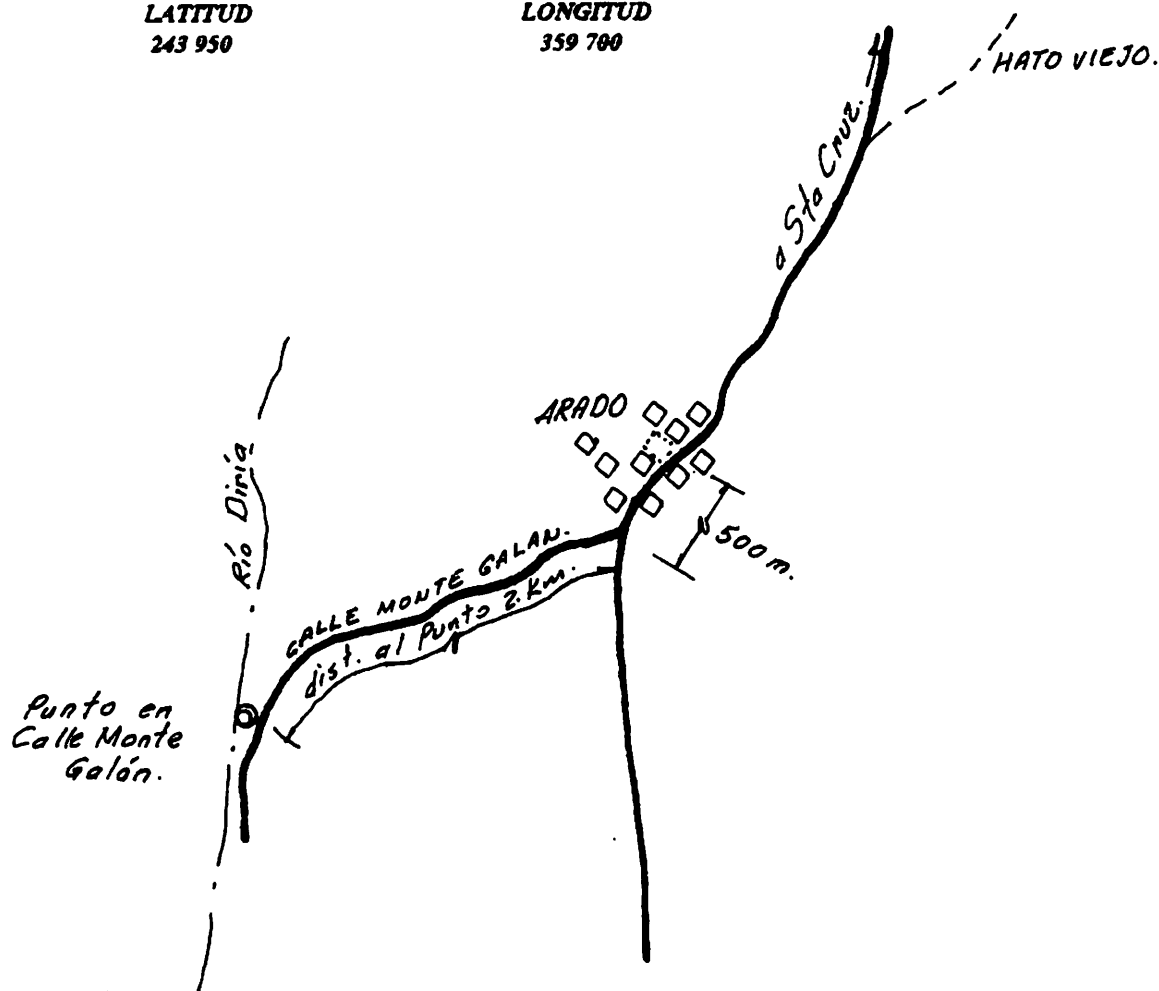 LATITUD
243 950
LONGITUD
359 700
HATO VIEJO.
a Sta Cruz.
ARADO
Río Diriá
500 m.
CALLE MONTE GALAN.
dist. al Punto 2. Km.
Punto en
Calle Monte
Galán.